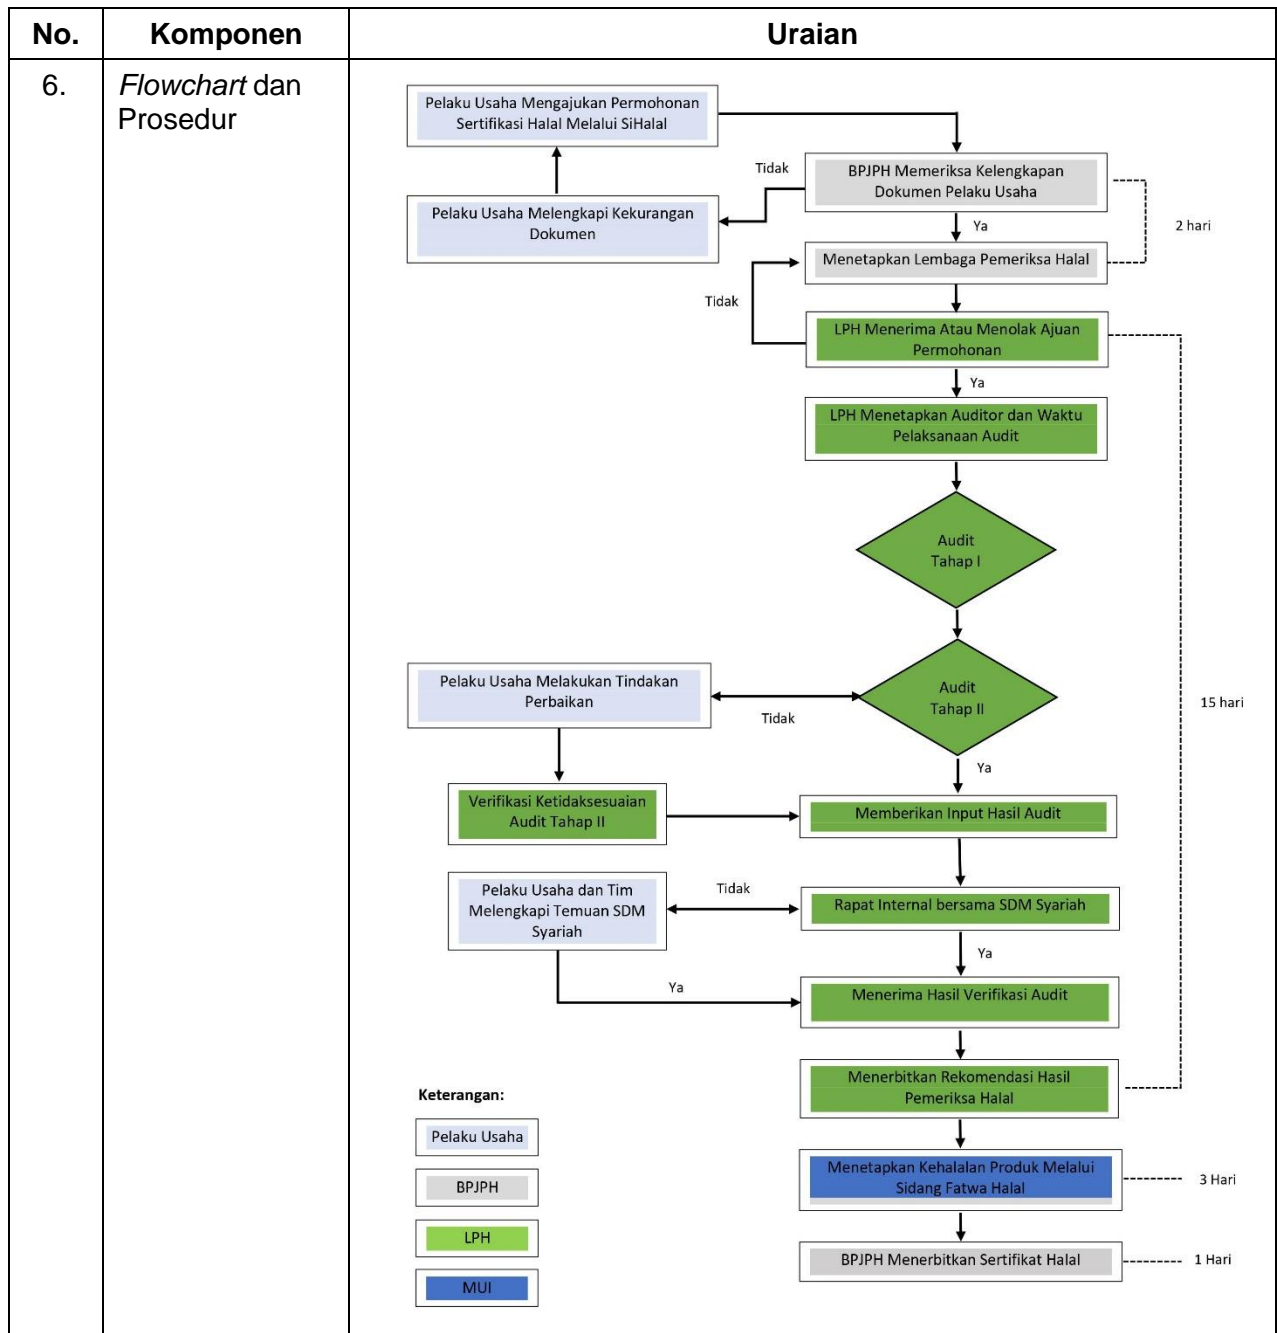 No.
Komponen
Uraian
6.
Flowchart dan
Prosedur
Pelaku Usaha Mengajukan Permohonan
Sertifikasi Halal Melalui SiHalal
Tidak
BPJPH Memeriksa Kelengkapan
Dokumen Pelaku Usaha
Pelaku Usaha Melengkapi Kekurangan
Dokumen
Ya
2 hari
Menetapkan Lembaga Pemeriksa Halal
Tidak
LPH Menerima Atau Menolak Ajuan
Permohonan
Ya
LPH Menetapkan Auditor dan Waktu
Pelaksanaan Audit
Audit
Tahap I
Pelaku Usaha Melakukan Tindakan
Perbaikan
Tidak
Audit
Tahap II
15 hari
Ya
Verifikasi Ketidaksesuaian
Audit Tahap II
Memberikan Input Hasil Audit
Pelaku Usaha dan Tim
Melengkapi Temuan SDM
Syariah
Tidak
Rapat Internal bersama SDM Syariah
Ya
Ya
Menerima Hasil Verifikasi Audit
Menerbitkan Rekomendasi Hasil
Pemeriksa Halal
Keterangan:
Pelaku Usaha
BPJPH
LPH
MUI
Menetapkan Kehalalan Produk Melalui
Sidang Fatwa Halal
3 Hari
BPJPH Menerbitkan Sertifikat Halal
1 Hari